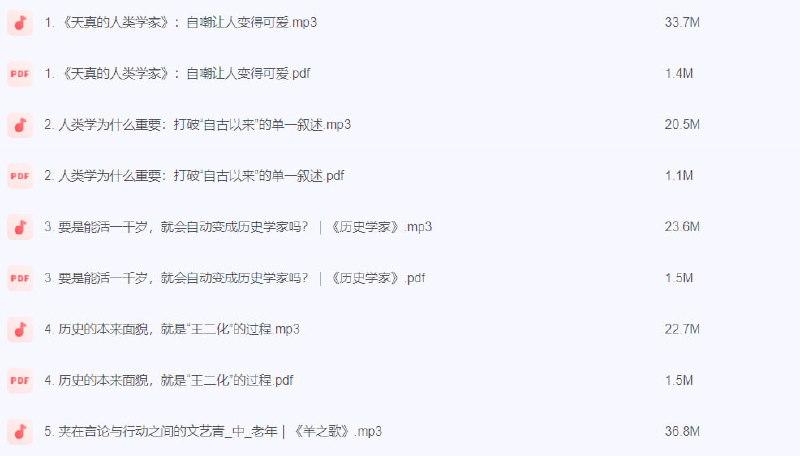 1. 《天真的人类学家》：自嘲让人变得可爱.mp3 33.7M
PDF 1. 《天真的人类学家》：自嘲让人变得可爱.pdf 1.4M
2. 人类学为什么重要：打破“自古以来”的单一叙述.mp3 20.5M
PDF 2. 人类学为什么重要：打破“自古以来”的单一叙述.pdf 1.1M
3. 要是能活一千岁，就会自动变成历史学家吗？｜《历史学家》.mp3 23.6M
PDF 3. 要是能活一千岁，就会自动变成历史学家吗？｜《历史学家》.pdf 1.5M
4. 历史的本来面貌，就是“王二化”的过程.mp3 22.7M
PDF 4. 历史的本来面貌，就是“王二化”的过程.pdf 1.5M
5. 夹在言论与行动之间的文艺青_中_老年｜《羊之歌》.mp3 36.8M